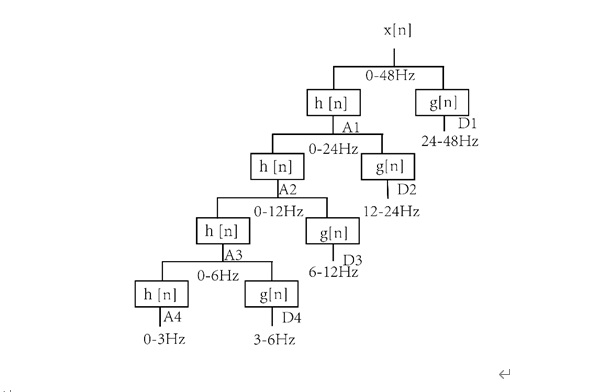 x[n]
0-48Hz
h [n]
g[n]
A1
D1
0-24Hz
24-48Hz
h [n]
g[n]
A2
D2
0-12Hz
12-24Hz
h [n]
g[n]
A3
D3
0-6Hz
6-12Hz
h [n]
g[n]
A4
D4
0-3Hz
3-6Hz